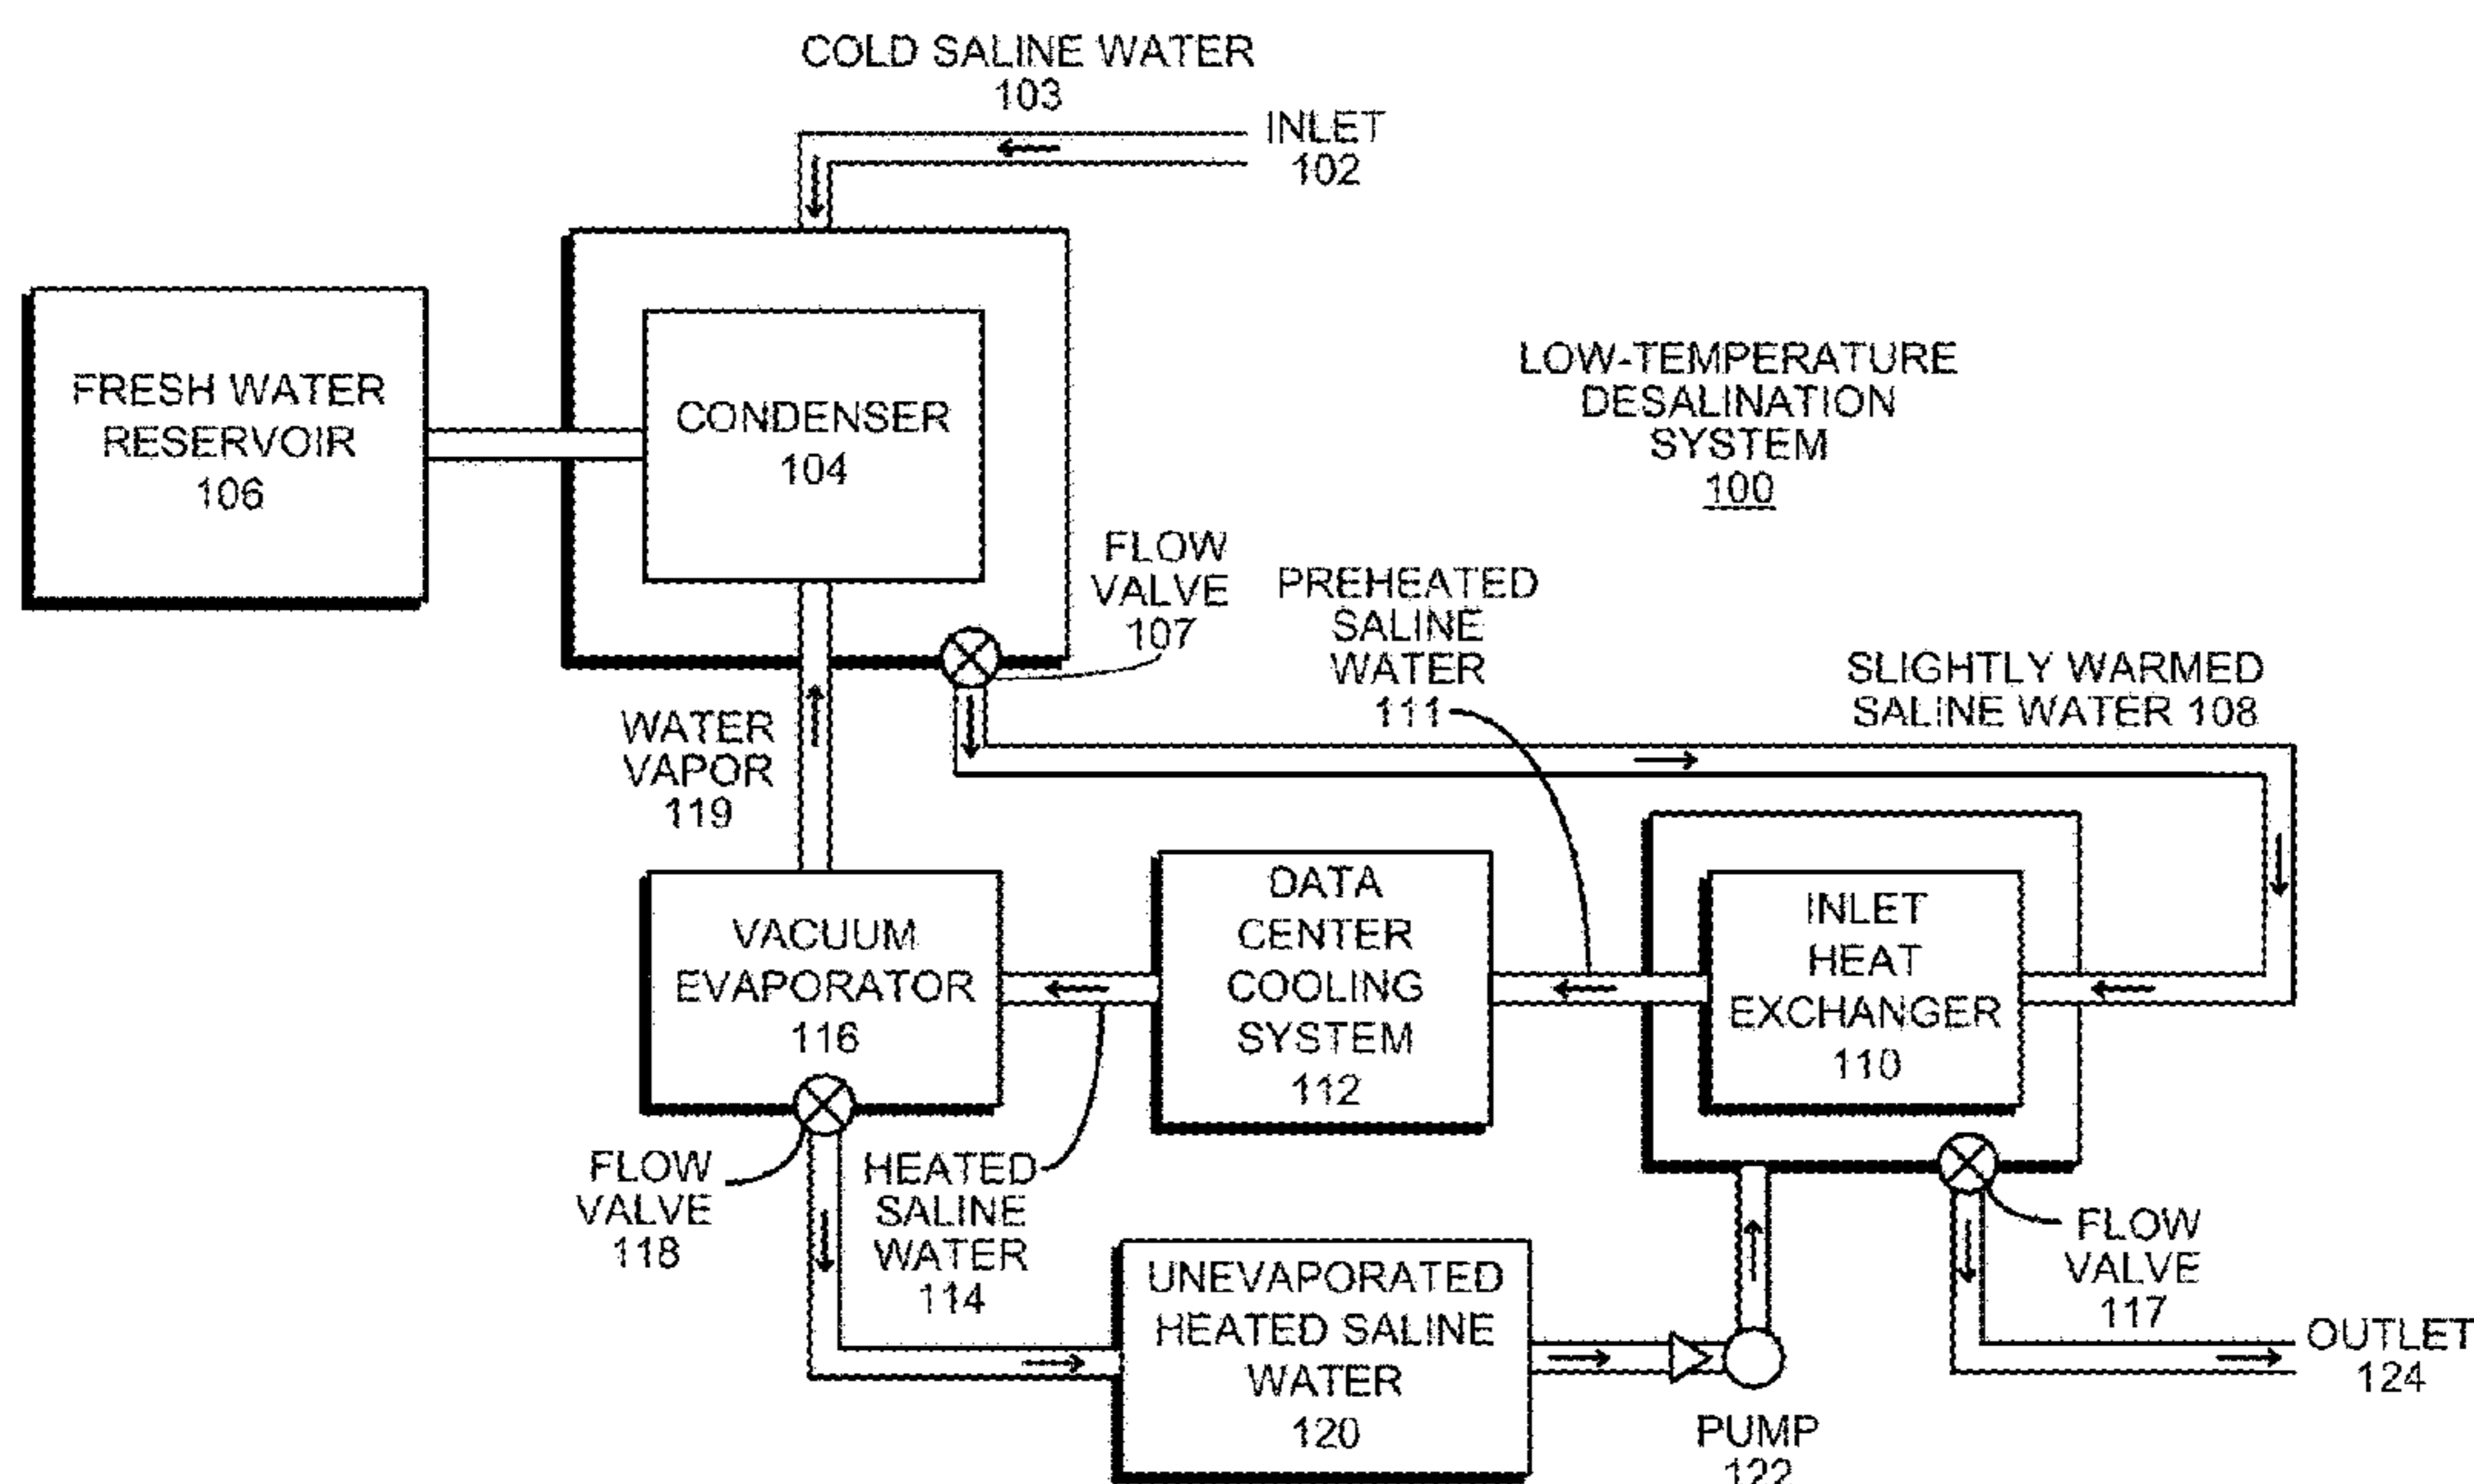 COLD SALINE WATER
103
INLET
102
FRESH WATER
RESERVOIR
106
CONDENSER
104
LOW-TEMPERATURE
DESALINATION
SYSTEM
100
FLOW
VALVE
107
PREHEATED
SALINE
WATER
111
SLIGHTLY WARMED
SALINE WATER 108
WATER
VAPOR
119
VACUUM
EVAPORATOR
116
DATA
CENTER
COOLING
SYSTEM
112
INLET
HEAT
EXCHANGER
110
FLOW
VALVE
118
HEATED
SALINE
WATER
114
UNEVAPORATED
HEATED SALINE
WATER
120
PUMP
122
FLOW
VALVE
117
OUTLET
124